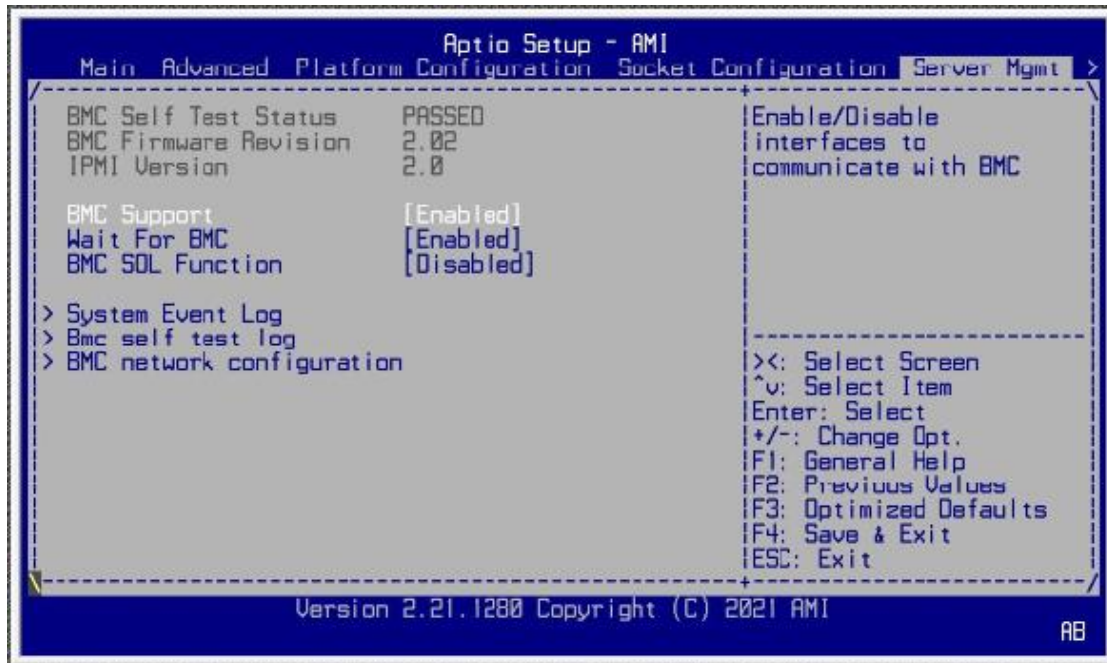 Aptio Setup - AMI
Main Advanced Platform Configuration Socket Configuration Server Mgmt >
BMC Self Test Status PASSED
BMC Firmware Revision 2.02
IPMI Version 2.0
BMC Support [Enabled]
Wait For BMC [Enabled]
BMC SOL Function [Disabled]
> System Event Log
> Bmc self test log
> BMC network configuration
Enable/Disable
interfaces to
communicate with BMC
><: Select Screen
^v: Select Item
Enter: Select
+/-: Change Opt.
F1: General Help
F2: Previous Values
F3: Optimized Defaults
F4: Save & Exit
ESC: Exit
Version 2.21.1280 Copyright (C) 2021 AMI
AB